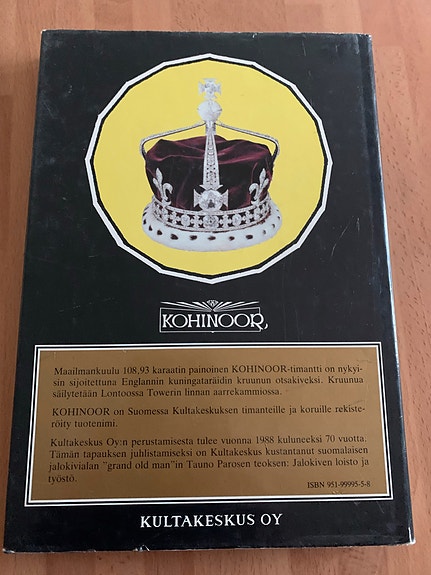 KOHINOOR
Maailmankuulu 108,93 karaatin painoinen KOHINOOR-timantti on nykyi-
sin sijoitettuna Englannin kuningataräidin kruunun otsakiveksi. Kruunua
säilytetään Lontoossa Towerin linnan aarrekammiossa.
KOHINOOR on Suomessa Kultakeskuksen timanteille ja koruille rekiste-
röity tuotenimi.
Kultakeskus Oy:n perustamisesta tulee vuonna 1988 kuluneeksi 70 vuotta.
Tämän tapauksen juhlistamiseksi on Kultakeskus kustantanut suomalaisen
jalokivialan "grand old man"in Tauno Parosen teoksen: Jalokiven loisto ja
työstö.
ISBN 951-99995-5-8
KULTAKESKUS OY